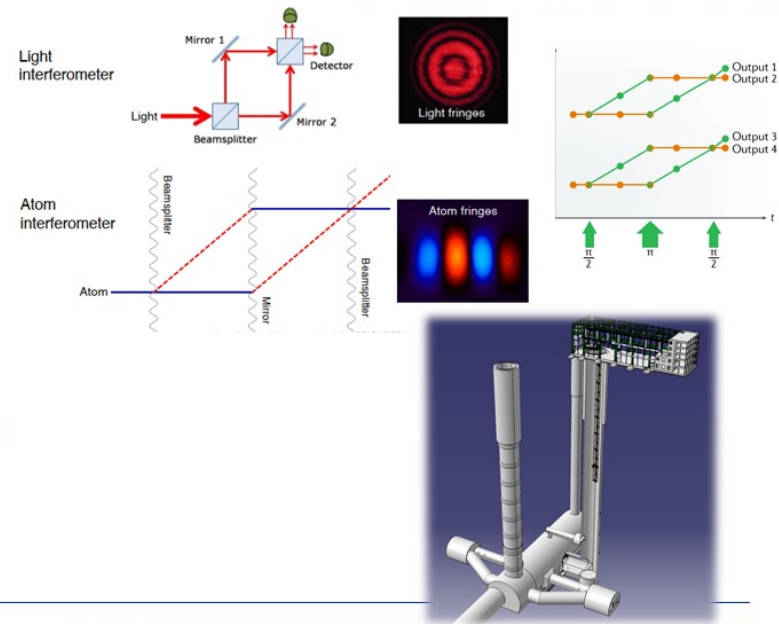 Light
interferometer
Mirror 1
Detector
Light
Beamsplitter
Mirror 2
Light fringes
Output 1
Output 2
Output 3
Output 4
t
π/2
π
π/2
Atom
interferometer
Beamsplitter
Atom
Mirror
Beamsplitter
Atom fringes